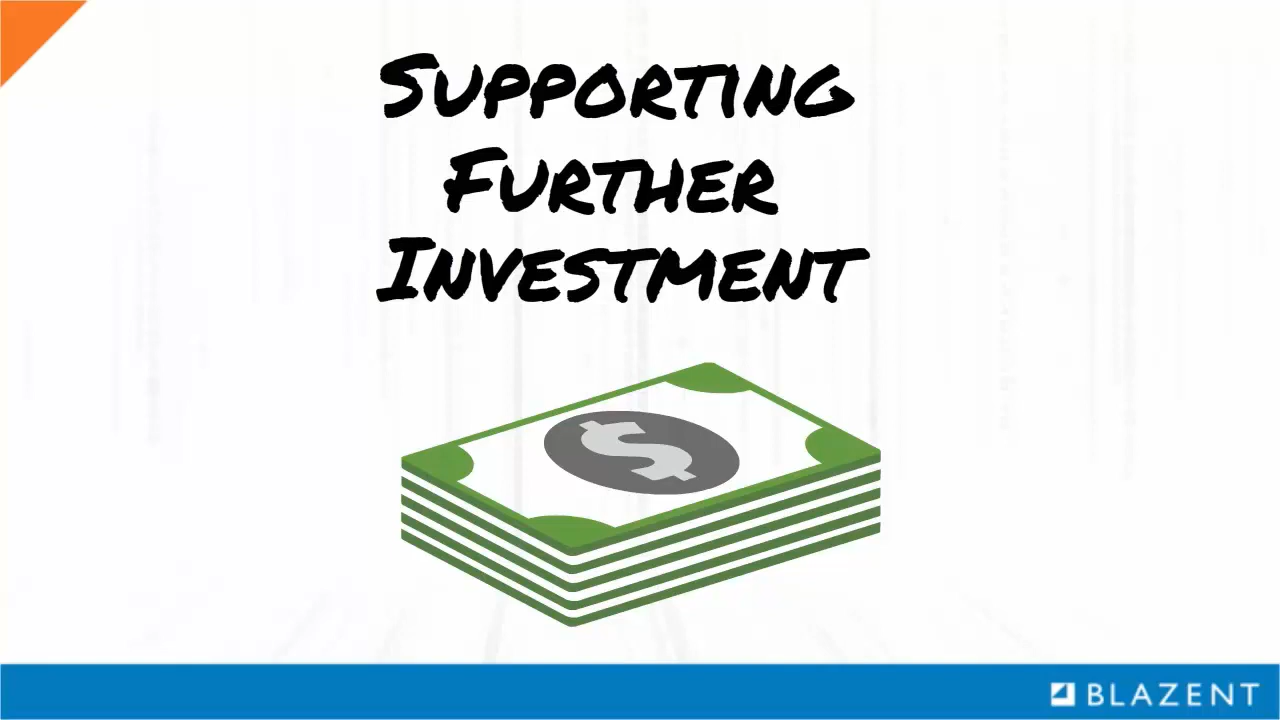 SUPPORTING
FURTHER
INVESTMENT
$
BLAZENT